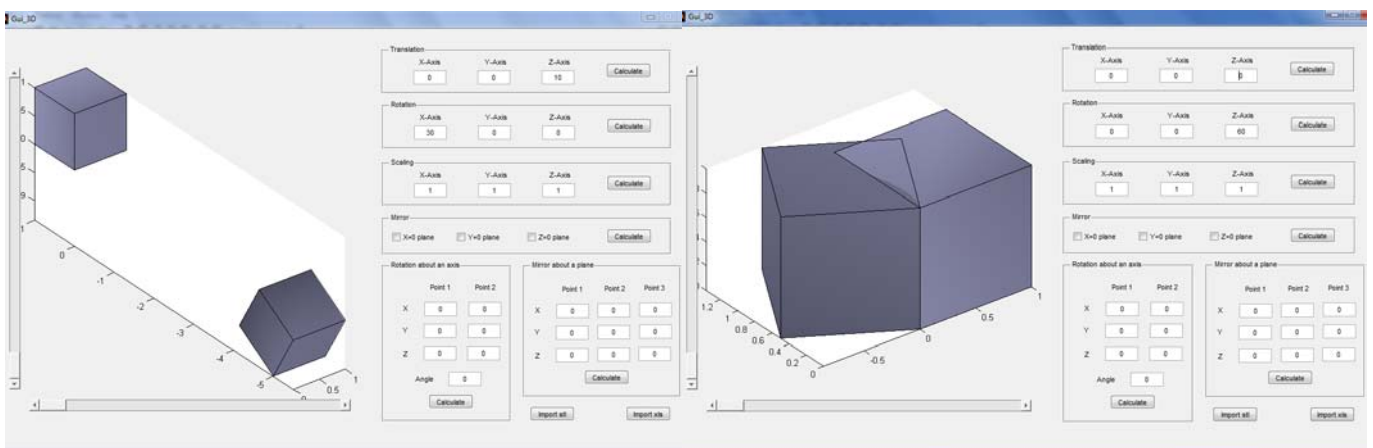 Gui_3D
Translation
X-Axis Y-Axis Z-Axis
0 0 10 Calculate
Rotation
X-Axis Y-Axis Z-Axis
30 0 0 Calculate
Scaling
X-Axis Y-Axis Z-Axis
1 1 1 Calculate
Mirror
X=0 plane Y=0 plane Z=0 plane Calculate
Rotation about an axis
Point 1 Point 2
X 0 0
Y 0 0
Z 0 0
Angle 0
Calculate
Mirror about a plane
Point 1 Point 2 Point 3
X 0 0 0
Y 0 0 0
Z 0 0 0
Calculate
Import stl Import xls
1
5
0
5
9
1
0
-1
-2
-3
-4
-5
0
0.5
1
Gui_3D
Translation
X-Axis Y-Axis Z-Axis
0 0 0 Calculate
Rotation
X-Axis Y-Axis Z-Axis
0 0 60 Calculate
Scaling
X-Axis Y-Axis Z-Axis
1 1 1 Calculate
Mirror
X=0 plane Y=0 plane Z=0 plane Calculate
Rotation about an axis
Point 1 Point 2
X 0 0
Y 0 0
Z 0 0
Angle 0
Calculate
Mirror about a plane
Point 1 Point 2 Point 3
X 0 0 0
Y 0 0 0
Z 0 0 0
Calculate
Import stl Import xls
1.2
1
0.8
0.6
0.4
0.2
0
-0.5
0
0.5
1